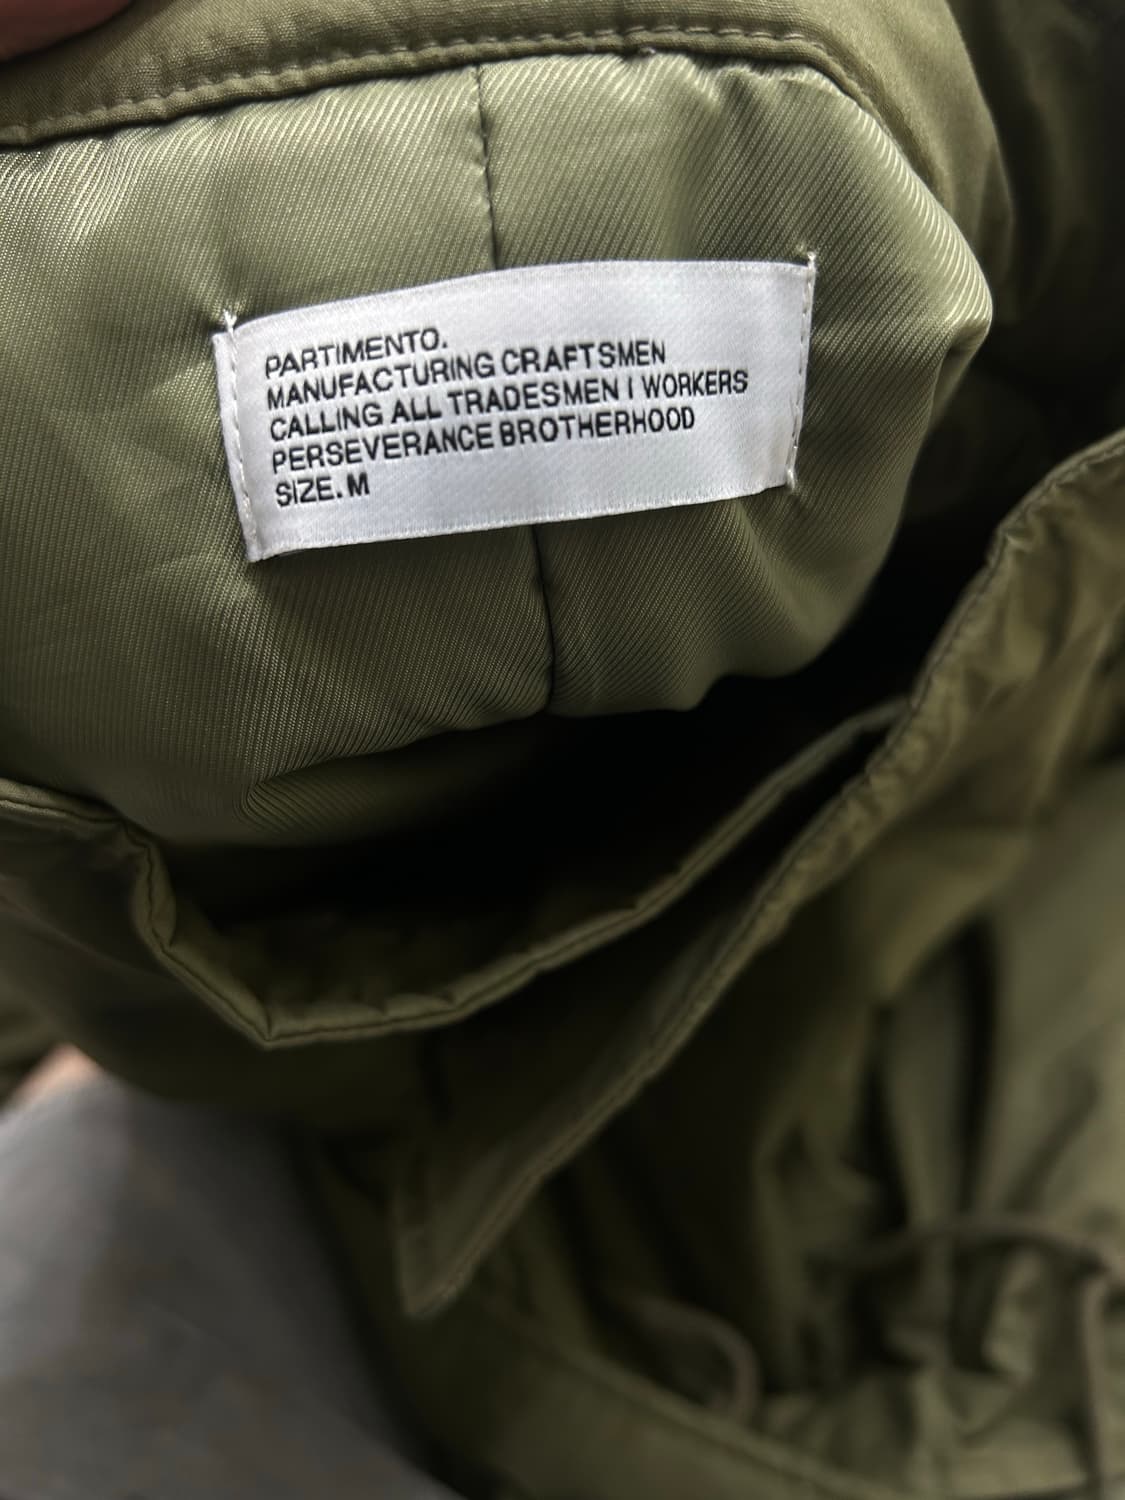 PARTIMENTO.
MANUFACTURING CRAFTSMEN
CALLING ALL TRADESMEN | WORKERS
PERSEVERANCE BROTHERHOOD
SIZE. M